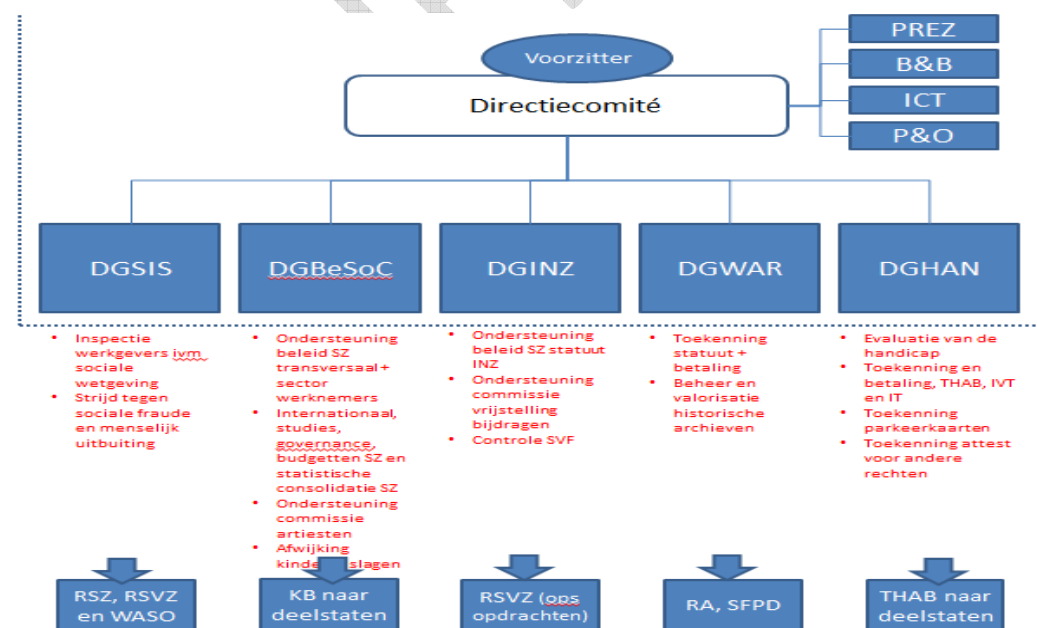 PREZ
B&B
ICT
P&O
Voorzitter
Directiecomité
DGSIS
DGBeSoC
DGINZ
DGWAR
DGHAN
• Inspectie
werkgevers ivm
sociale
wetgeving
• Strijd tegen
sociale fraude
en menselijk
uitbuiting
• Ondersteuning
beleid SZ
transversaal +
sector
werknemers
• Internationaal,
studies,
governance,
budgetten SZ en
statistische
consolidatie SZ
• Ondersteuning
commissie
artiesten
• Afwijking
• Ondersteuning
beleid SZ statuut
INZ
• Ondersteuning
commissie
vrijstelling
bijdragen
• Controle SVF
• Toekenning
statuut +
betaling
• Beheer en
valorisatie
historische
archieven
• Evaluatie van de
handicap
• Toekenning en
betaling, THAB, IVT
en IT
• Toekenning
parkeerkaarten
• Toekenning attest
voor andere
rechten
RSZ, RSVZ
en WASO
KB naar
deelstaten
RSVZ (ops
opdrachten)
RA, SFPD
THAB naar
deelstaten